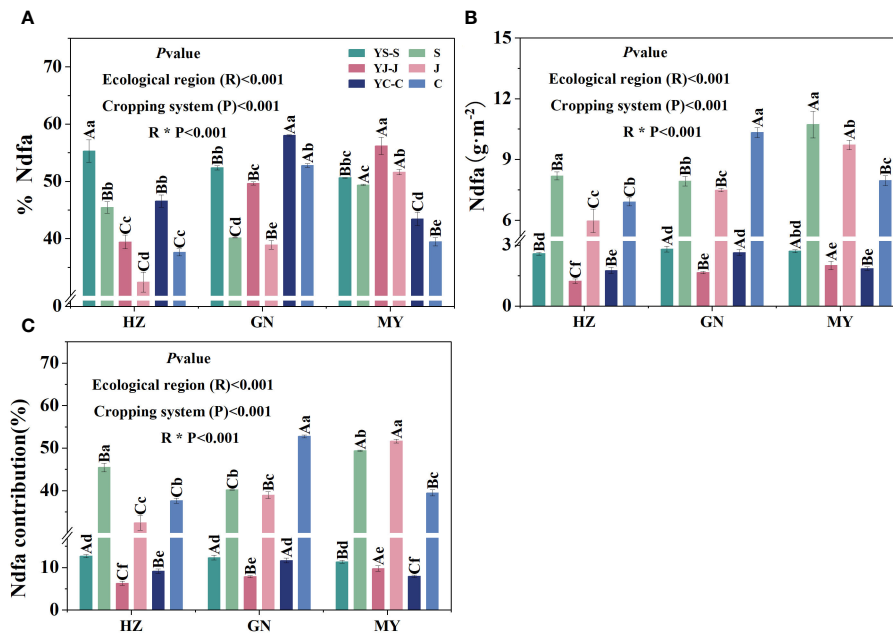 A
% Ndfa
70
60
50
40
0
Pvalue
Ecological region (R)<0.001
Cropping system (P)<0.001
R * P<0.001
YS-S S
YJ-J J
YC-C C
Aa Bb Cc Cd Bb Cc
Bb Cd Bc Be Aa Ab
Bbc Ac Aa Ab Cd Bc
HZ GN MY
B
Ndfa (g·m-2)
15
12
9
6
3
0
Pvalue
Ecological region (R)<0.001
Cropping system (P)<0.001
R * P<0.001
Bd Ba Cf Cc Be Cb
Ad Bb Be Bc Ad Aa
Abd Aa Ae Ab Be Bc
HZ GN MY
C
Ndfa contribution(%)
70
60
50
40
10
0
Pvalue
Ecological region (R)<0.001
Cropping system (P)<0.001
R * P<0.001
Ad Ba Cf Cc Be Cb
Ad Cb Be Bc Ad Aa
Bd Ab Ae Aa Cf Bc
HZ GN MY